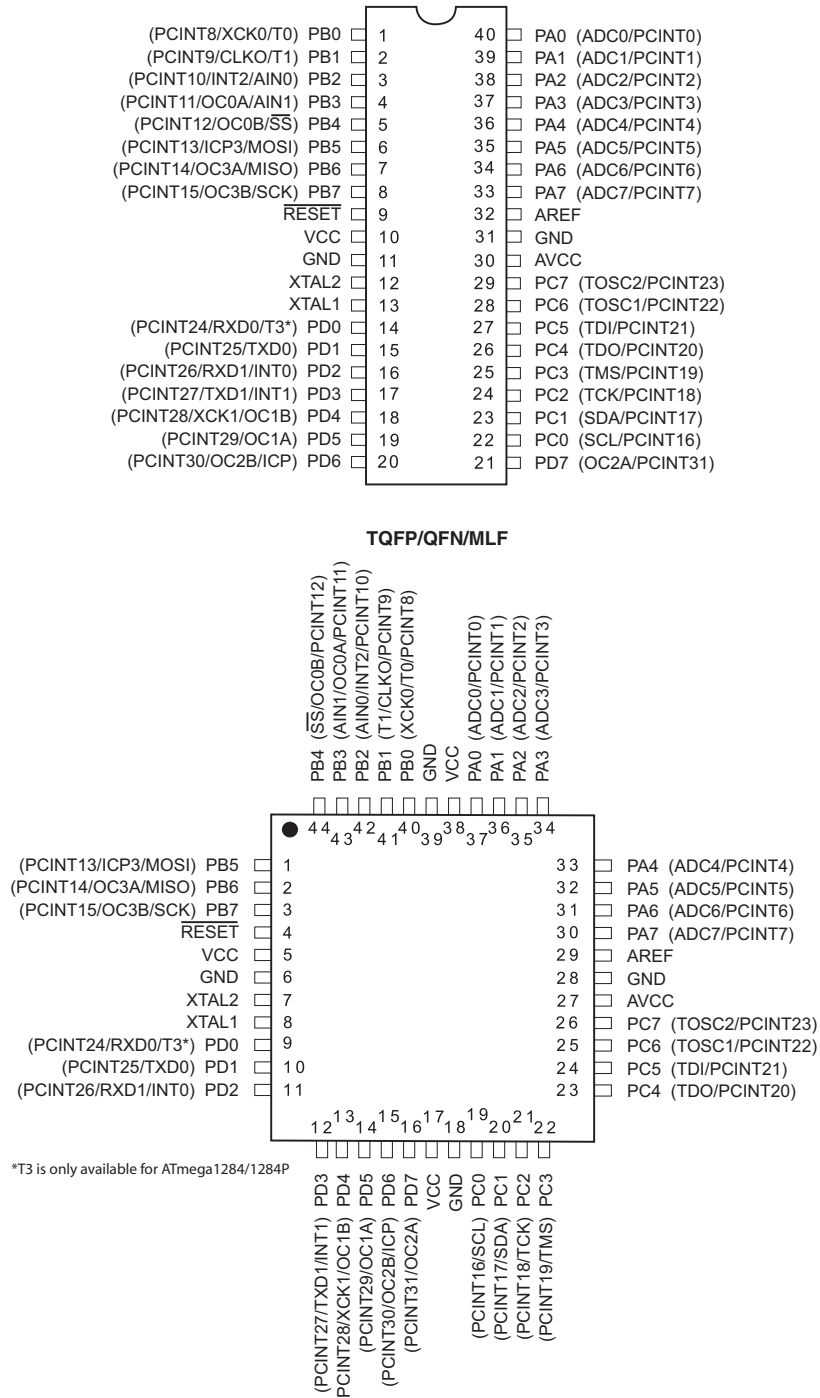 (PCINT8/XCK0/T0) PB0 1 40 PA0 (ADC0/PCINT0)
(PCINT9/CLKO/T1) PB1 2 39 PA1 (ADC1/PCINT1)
(PCINT10/INT2/AIN0) PB2 3 38 PA2 (ADC2/PCINT2)
(PCINT11/OC0A/AIN1) PB3 4 37 PA3 (ADC3/PCINT3)
(PCINT12/OC0B/SS) PB4 5 36 PA4 (ADC4/PCINT4)
(PCINT13/ICP3/MOSI) PB5 6 35 PA5 (ADC5/PCINT5)
(PCINT14/OC3A/MISO) PB6 7 34 PA6 (ADC6/PCINT6)
(PCINT15/OC3B/SCK) PB7 8 33 PA7 (ADC7/PCINT7)
RESET 9 32 AREF
VCC 10 31 GND
GND 11 30 AVCC
XTAL2 12 29 PC7 (TOSC2/PCINT23)
XTAL1 13 28 PC6 (TOSC1/PCINT22)
(PCINT24/RXD0/T3*) PD0 14 27 PC5 (TDI/PCINT21)
(PCINT25/TXD0) PD1 15 26 PC4 (TDO/PCINT20)
(PCINT26/RXD1/INT0) PD2 16 25 PC3 (TMS/PCINT19)
(PCINT27/TXD1/INT1) PD3 17 24 PC2 (TCK/PCINT18)
(PCINT28/XCK1/OC1B) PD4 18 23 PC1 (SDA/PCINT17)
(PCINT29/OC1A) PD5 19 22 PC0 (SCL/PCINT16)
(PCINT30/OC2B/ICP) PD6 20 21 PD7 (OC2A/PCINT31)
TQFP/QFN/MLF
PB4 (SS/OC0B/PCINT12)
PB3 (AIN1/OC0A/PCINT11)
PB2 (AIN0/INT2/PCINT10)
PB1 (T1/CLKO/PCINT9)
PB0 (XCK0/T0/PCINT8)
GND
VCC
PA0 (ADC0/PCINT0)
PA1 (ADC1/PCINT1)
PA2 (ADC2/PCINT2)
PA3 (ADC3/PCINT3)
44 43 42 41 40 39 38 37 36 35 34
(PCINT13/ICP3/MOSI) PB5 1 33 PA4 (ADC4/PCINT4)
(PCINT14/OC3A/MISO) PB6 2 32 PA5 (ADC5/PCINT5)
(PCINT15/OC3B/SCK) PB7 3 31 PA6 (ADC6/PCINT6)
RESET 4 30 PA7 (ADC7/PCINT7)
VCC 5 29 AREF
GND 6 28 GND
XTAL2 7 27 AVCC
XTAL1 8 26 PC7 (TOSC2/PCINT23)
(PCINT24/RXD0/T3*) PD0 9 25 PC6 (TOSC1/PCINT22)
(PCINT25/TXD0) PD1 10 24 PC5 (TDI/PCINT21)
(PCINT26/RXD1/INT0) PD2 11 23 PC4 (TDO/PCINT20)
12 13 14 15 16 17 18 19 20 21 22
*T3 is only available for ATmega1284/1284P
(PCINT27/TXD1/INT1) PD3
PCINT28/XCK1/OC1B) PD4
(PCINT29/OC1A) PD5
(PCINT30/OC2B/ICP) PD6
(PCINT31/OC2A) PD7
VCC
GND
(PCINT16/SCL) PC0
(PCINT17/SDA) PC1
(PCINT18/TCK) PC2
(PCINT19/TMS) PC3